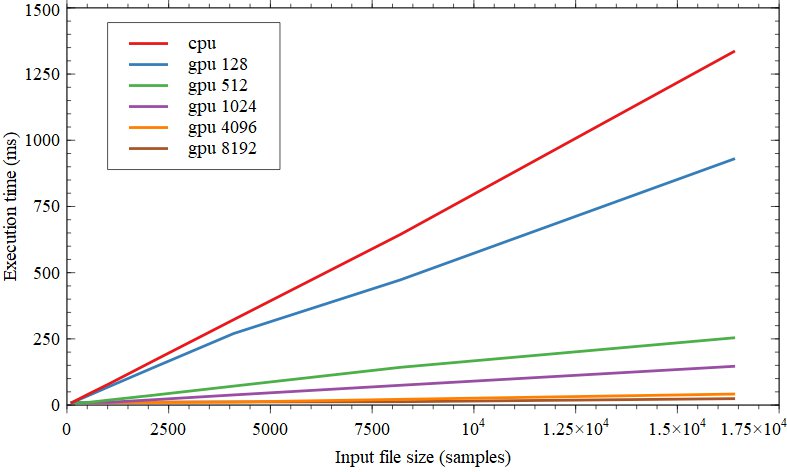 1500
1250
1000
750
500
250
0
Execution time (ms)
cpu
gpu 128
gpu 512
gpu 1024
gpu 4096
gpu 8192
0 2500 5000 7500 10⁴ 1.25×10⁴ 1.5×10⁴ 1.75×10⁴
Input file size (samples)